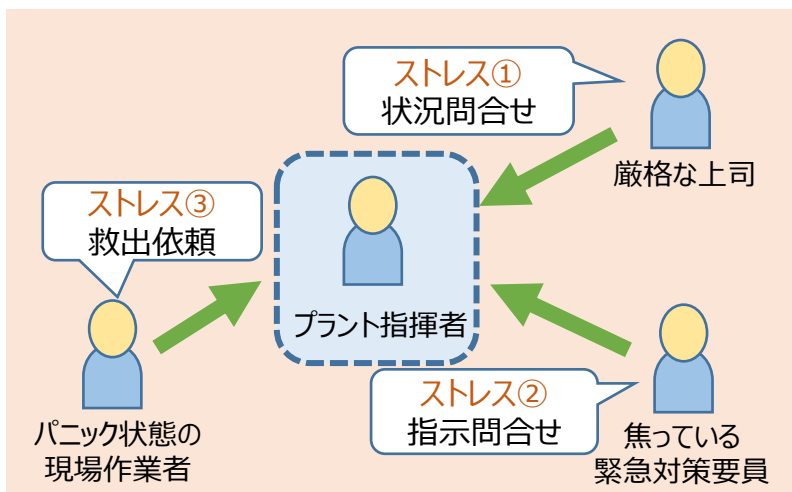 ストレス①
状況問合せ
厳格な上司
ストレス③
救出依頼
プラント指揮者
ストレス②
指示問合せ
パニック状態の
現場作業者
焦っている
緊急対策要員